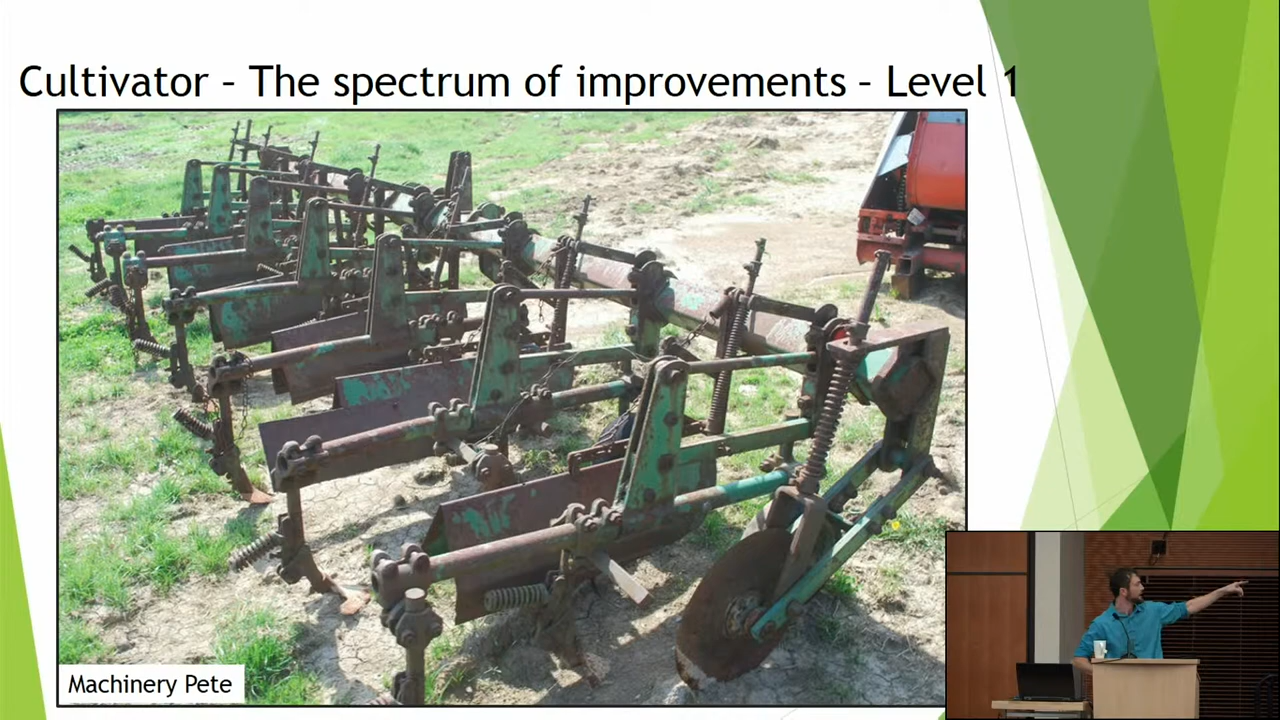 Cultivator – The spectrum of improvements – Level 1
Machinery Pete